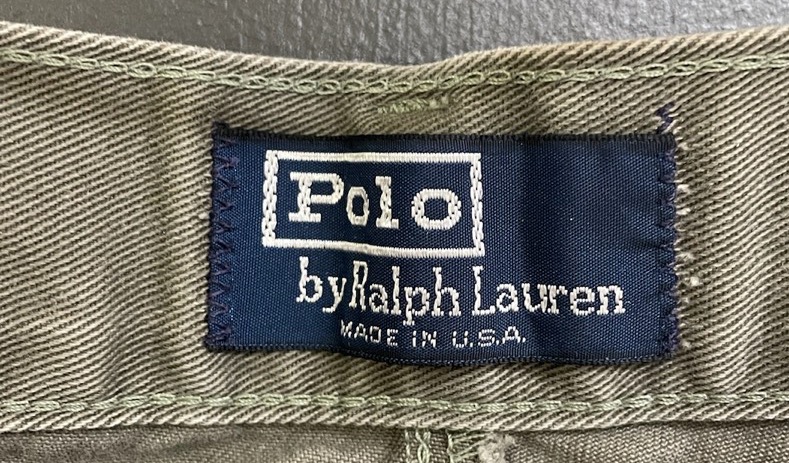 Polo
by Ralph Lauren
MADE IN U.S.A.